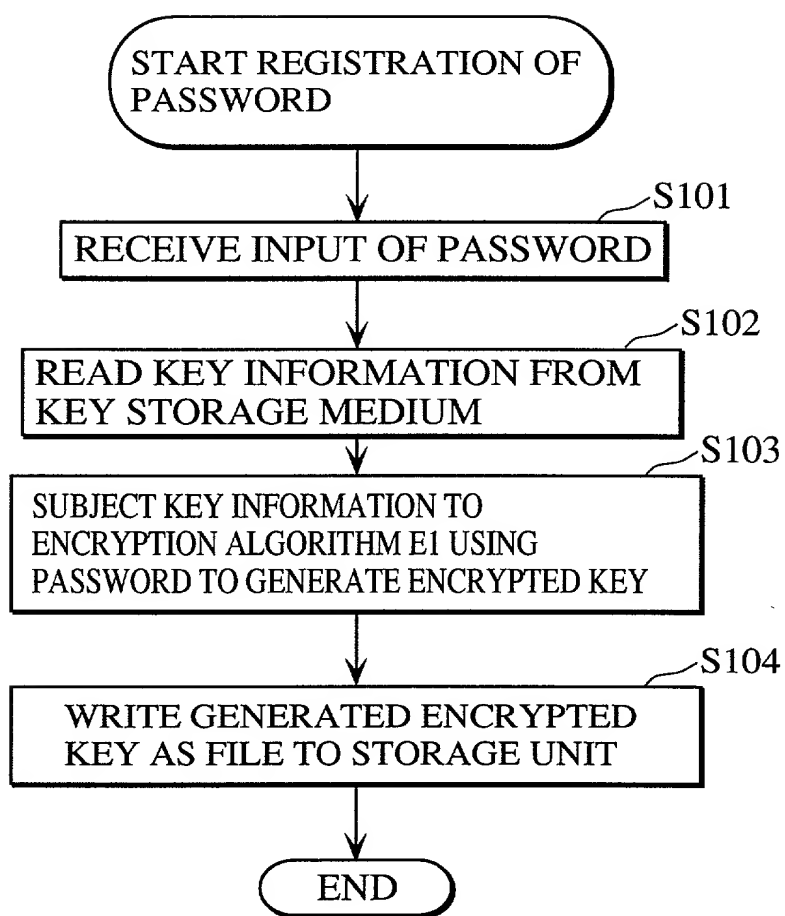 START REGISTRATION OF
PASSWORD
S101
RECEIVE INPUT OF PASSWORD
S102
READ KEY INFORMATION FROM
KEY STORAGE MEDIUM
S103
SUBJECT KEY INFORMATION TO
ENCRYPTION ALGORITHM E1 USING
PASSWORD TO GENERATE ENCRYPTED KEY
S104
WRITE GENERATED ENCRYPTED
KEY AS FILE TO STORAGE UNIT
END